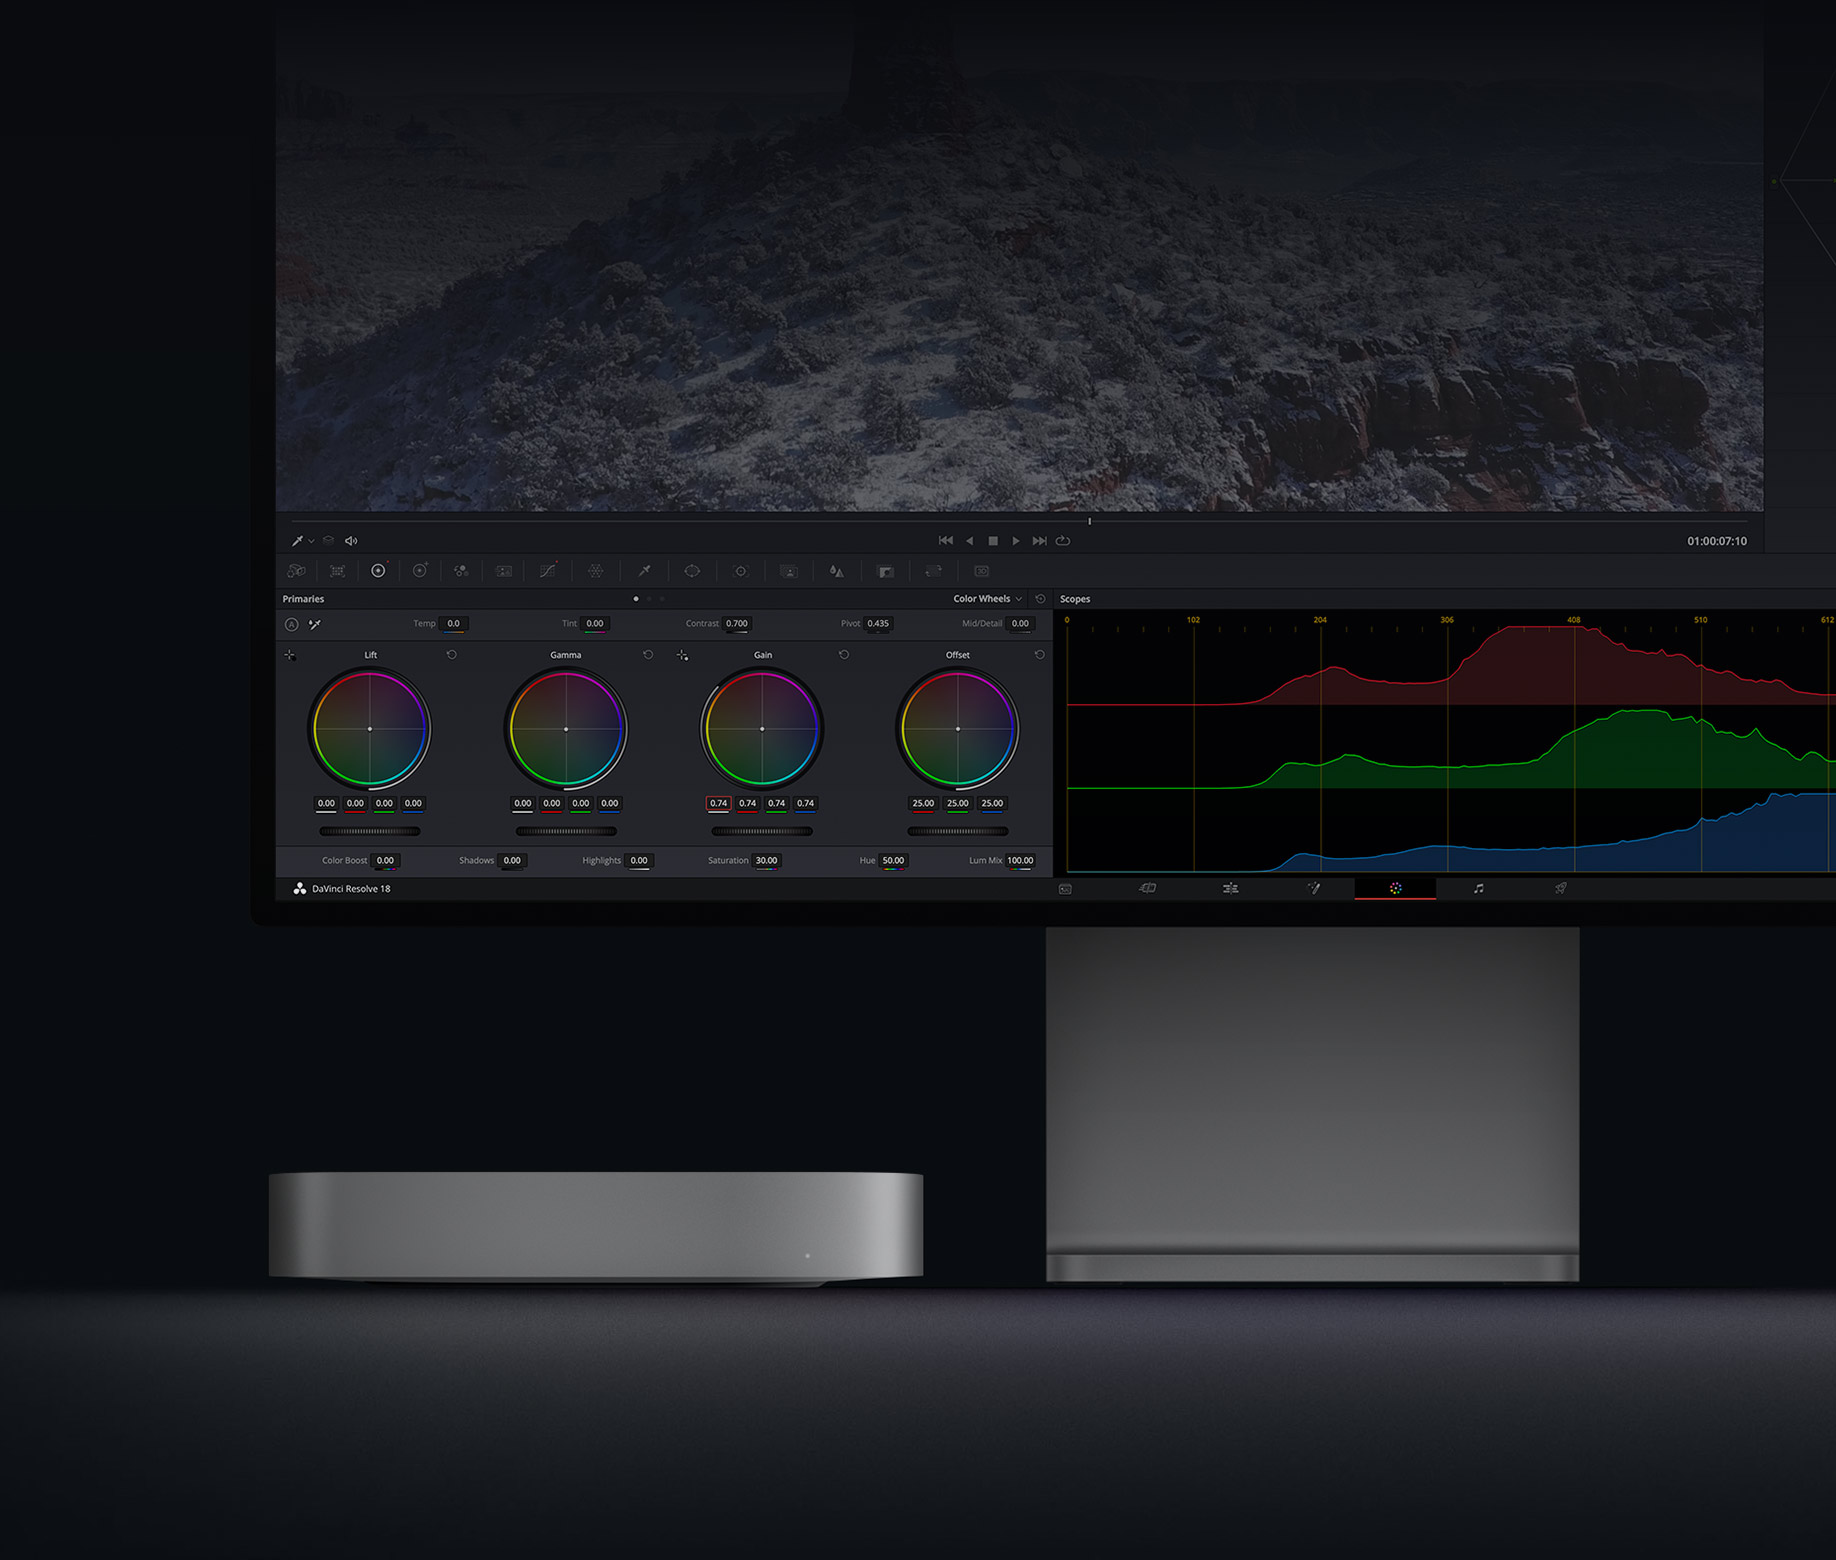 01:00:07:10
Primaries
Color Wheels
Scopes
Temp 0.0 Tint 0.00 Contrast 0.700 Pivot 0.435 Mid/Detail 0.00
0 102 204 306 408 510 612
Lift Gamma Gain Offset
0.00 0.00 0.00 0.00
0.00 0.00 0.00 0.00
0.74 0.74 0.74 0.74
25.00 25.00 25.00
Color Boost 0.00 Shadows 0.00 Highlights 0.00 Saturation 30.00 Hue 50.00 Lum Mix 100.00
DaVinci Resolve 18